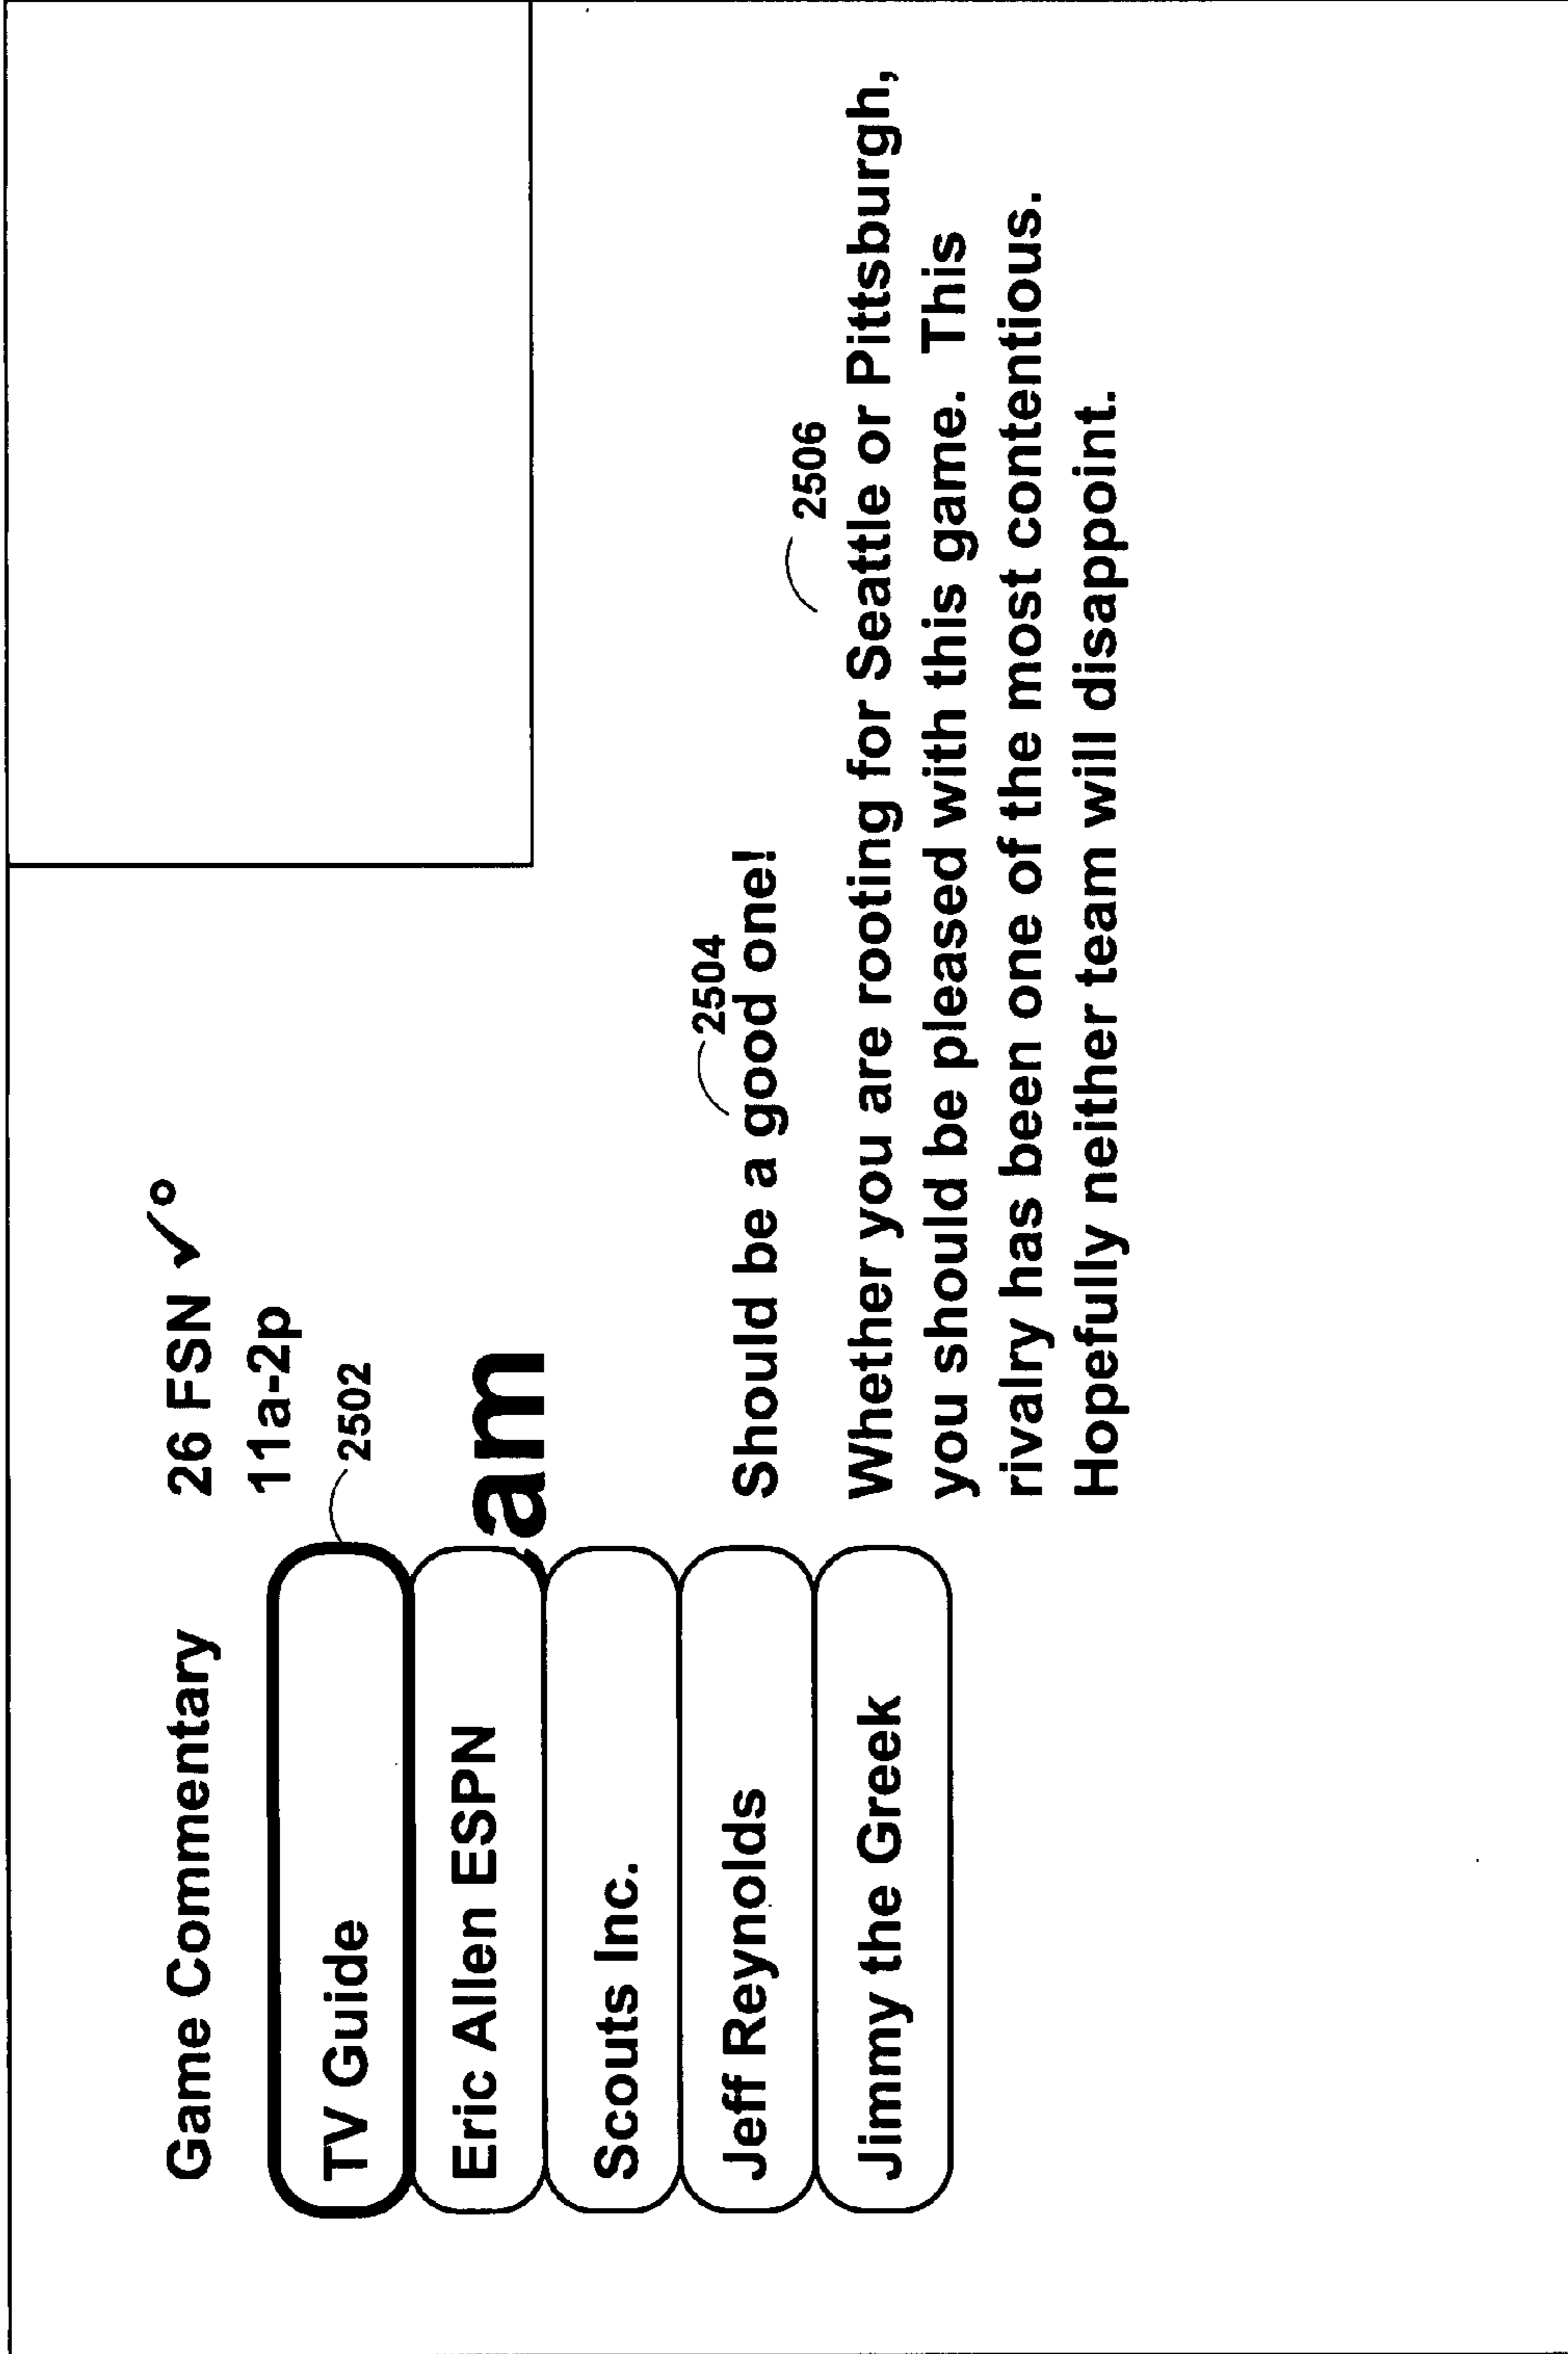 Game Commentary
26 FSN ✓°
11a-2p
2502
TV Guide
Eric Allen ESPN
am
Scouts Inc.
Jeff Reynolds
Jimmy the Greek
2504
Should be a good one!
2506
Whether you are rooting for Seattle or Pittsburgh,
you should be pleased with this game. This
rivalry has been one of the most contentious.
Hopefully neither team will disappoint.